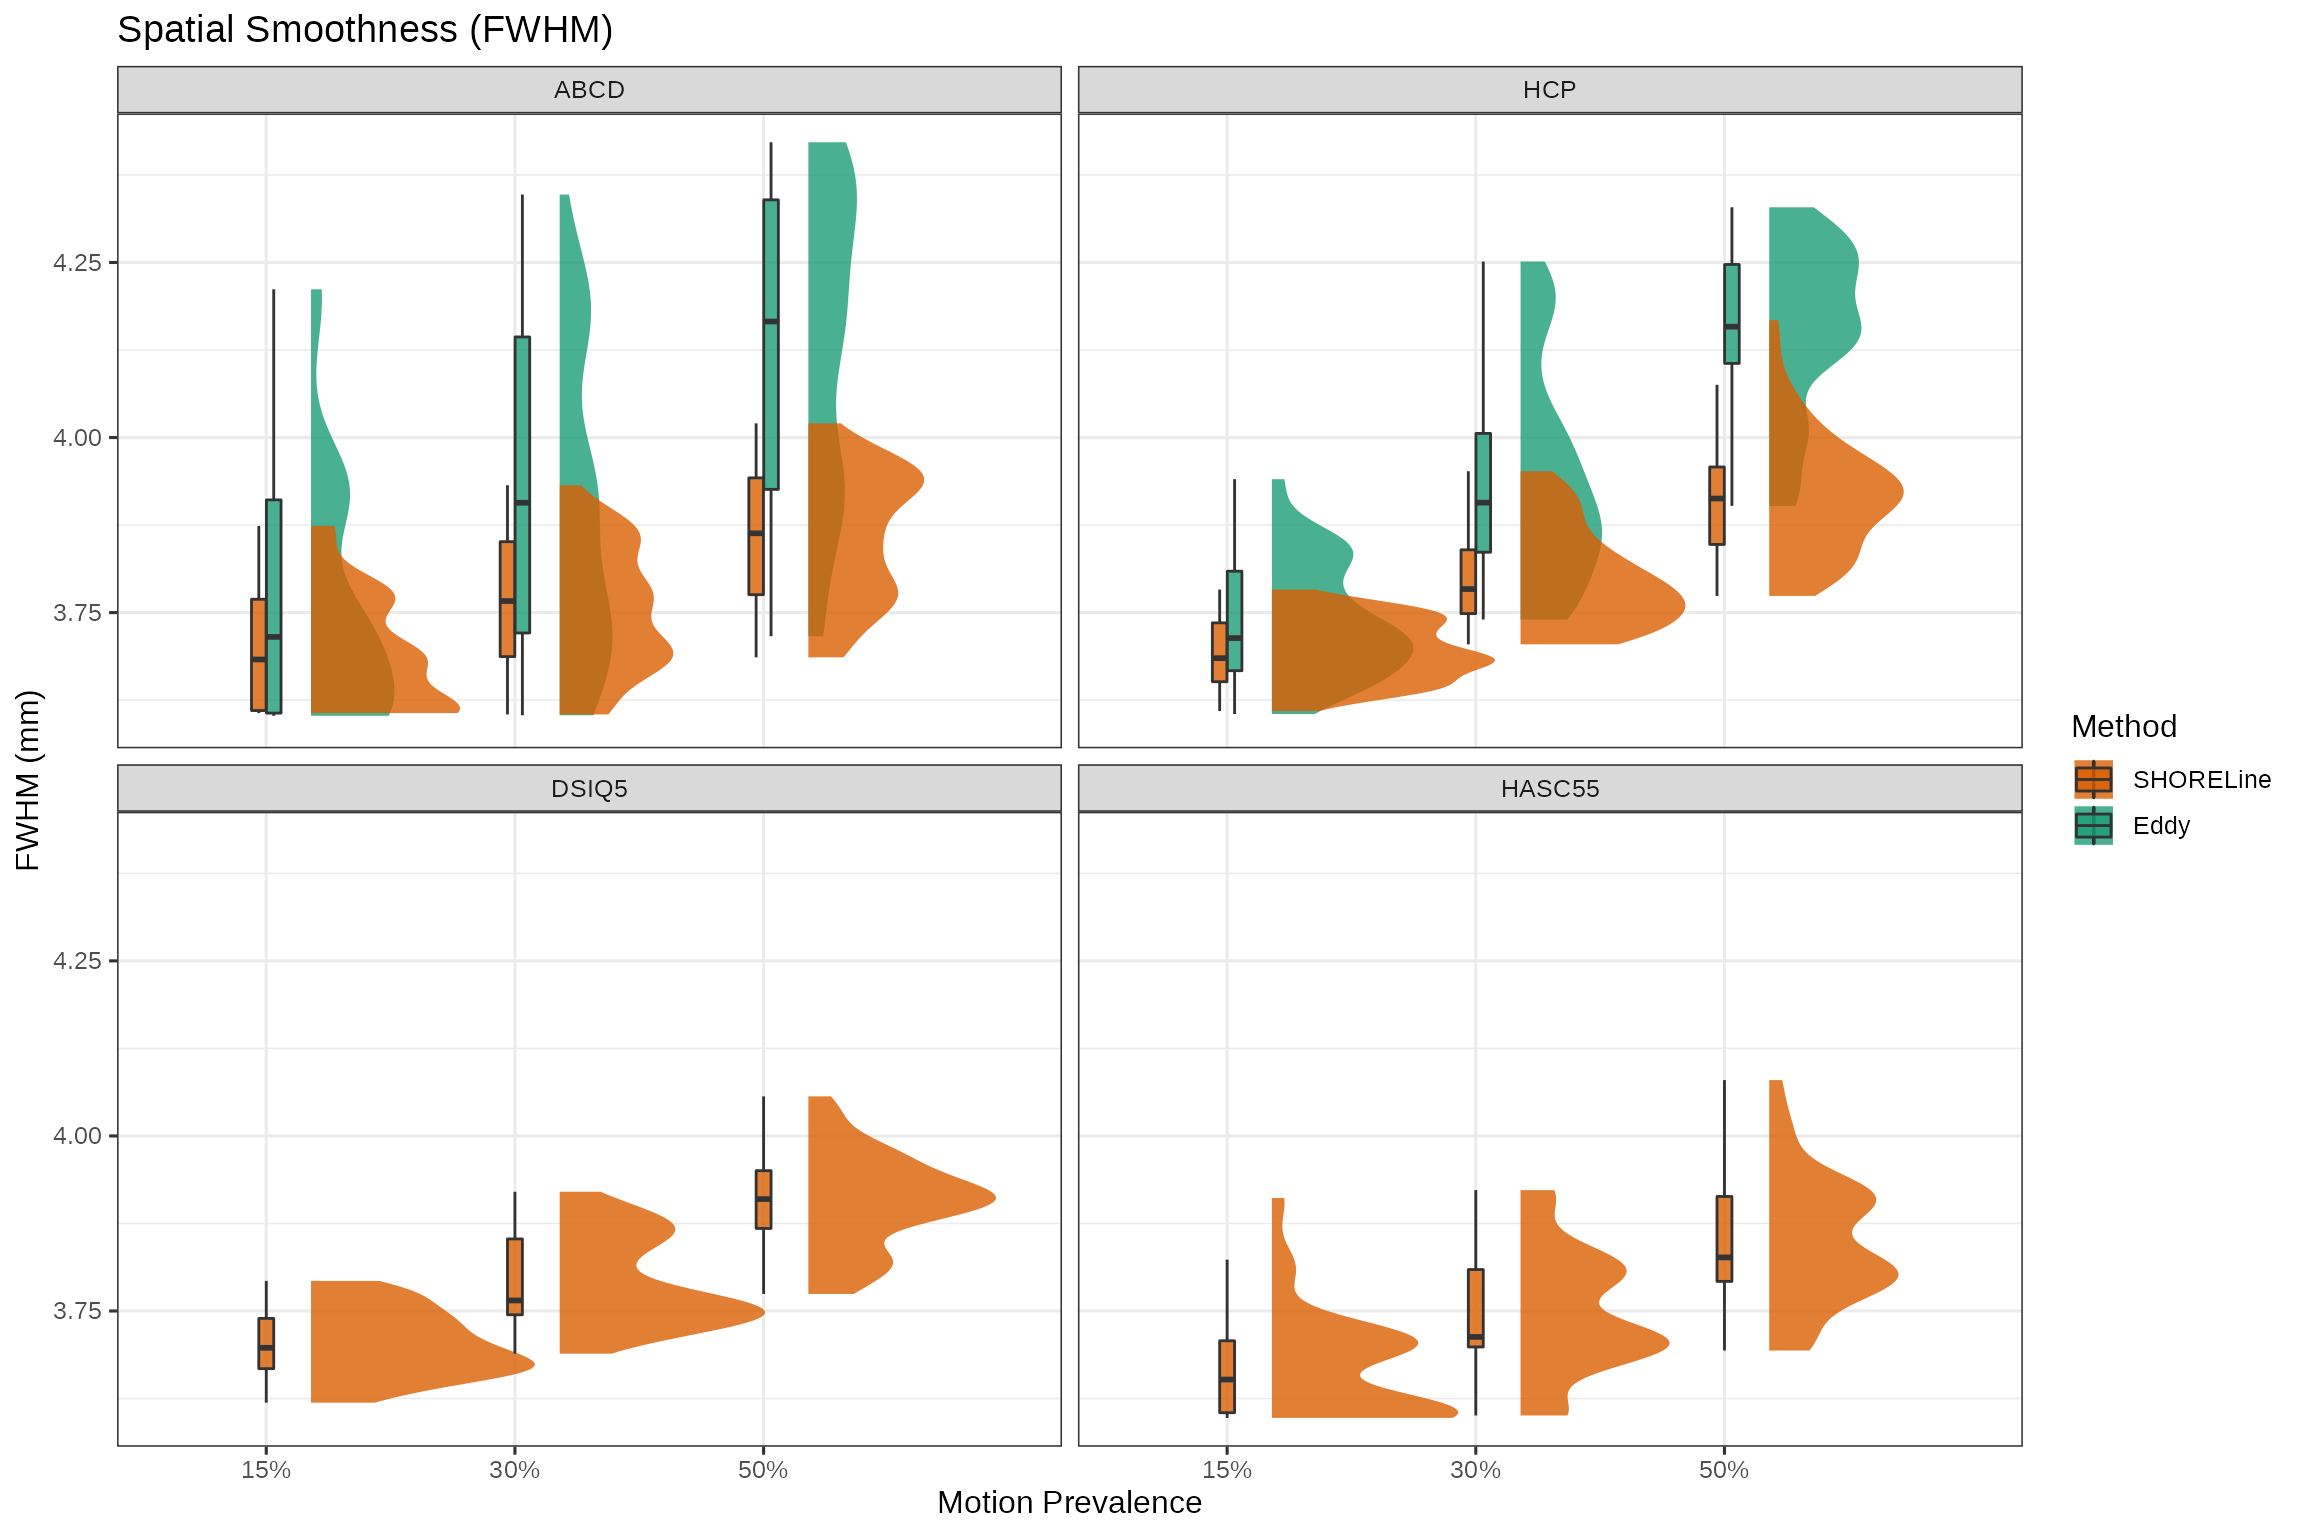 Spatial Smoothness (FWHM)
ABCD
HCP
4.25
4.00
3.75
FWHM (mm)
DSIQ5
HASC55
4.25
4.00
3.75
15%
30%
50%
15%
30%
50%
Motion Prevalence
Method
SHORELine
Eddy